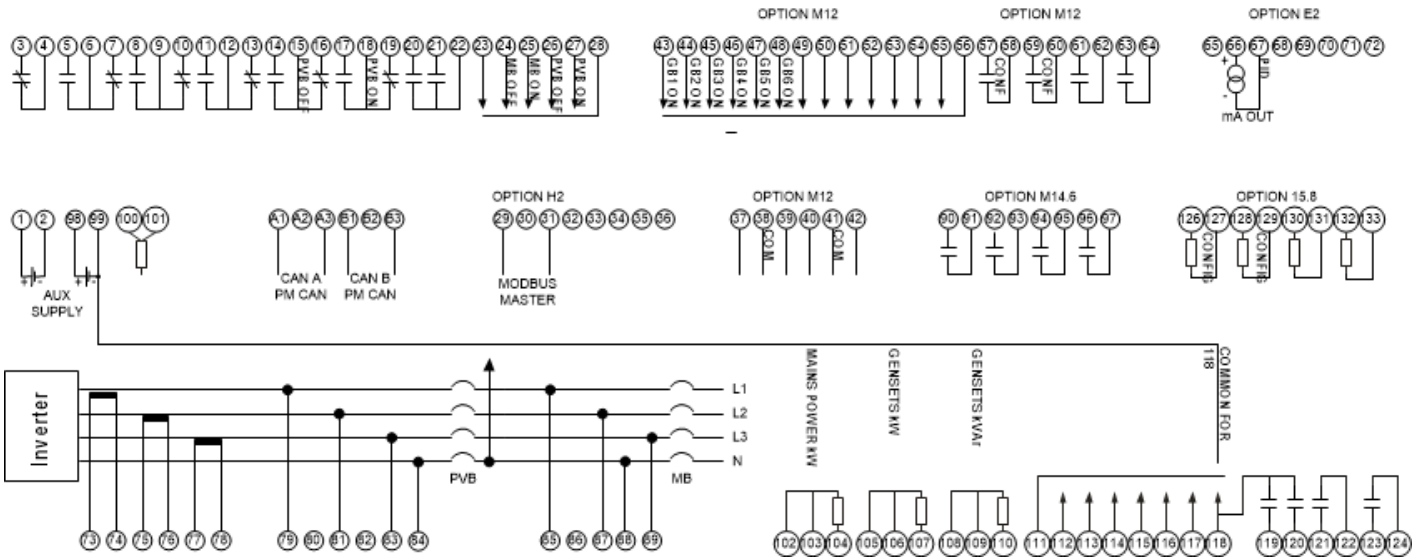 OPTION M12 OPTION M12 OPTION E2
3 4 5 6 7 8 9 10 11 12 13 14 15 16 17 18 19 20 21 22 23 24 25 26 27 28 43 44 45 46 47 48 49 50 51 52 53 54 55 56 57 58 59 60 61 62 63 64 65 66 67 68 69 70 71 72
PVB OFF
PVB ON
MB OFF
MB ON
PVB OFF
PVB ON
GB1 ON
GB2 ON
GB3 ON
GB4 ON
GB5 ON
GB6 ON
CONF
CONF
+
-
PID
mA OUT
OPTION H2 OPTION M12 OPTION M14.6 OPTION 15.8
1 2 98 99 100 101 A1 A2 A3 B1 B2 B3 29 30 31 32 33 34 35 36 37 38 39 40 41 42 90 91 92 93 94 95 96 97 126 127 128 129 130 131 132 133
COM
COM
CONFIG
CONFIG
+ - + -
AUX
SUPPLY
CAN A
PM CAN
CAN B
PM CAN
MODBUS
MASTER
MAINS POWER kW
GENSETS kW
GENSETS kVAr
COMMON FOR
118
Inverter
L1
L2
L3
N
PVB
MB
73 74 75 76 77 78 79 80 81 82 83 84 85 86 87 88 89 102 103 104 105 106 107 108 109 110 111 112 113 114 115 116 117 118 119 120 121 122 123 124